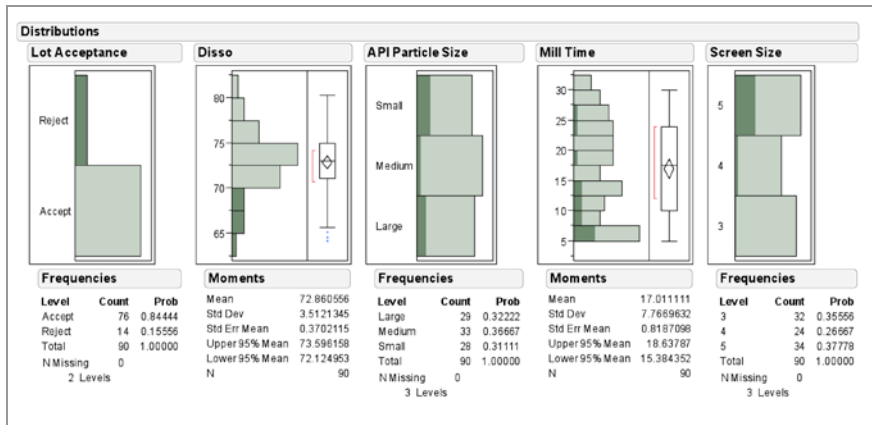 Distributions
Lot Acceptance
Reject
Accept
Frequencies
Level Count Prob
Accept 76 0.84444
Reject 14 0.15556
Total 90 1.00000
N Missing 0
2 Levels
Disso
80
75
70
65
Moments
Mean 72.860556
Std Dev 3.5121345
Std Err Mean 0.3702115
Upper 95% Mean 73.596158
Lower 95% Mean 72.124953
N 90
API Particle Size
Small
Medium
Large
Frequencies
Level Count Prob
Large 29 0.32222
Medium 33 0.36667
Small 28 0.31111
Total 90 1.00000
N Missing 0
3 Levels
Mill Time
30
25
20
15
10
5
Moments
Mean 17.011111
Std Dev 7.7669632
Std Err Mean 0.8187098
Upper 95% Mean 18.63787
Lower 95% Mean 15.384352
N 90
Screen Size
5
4
3
Frequencies
Level Count Prob
3 32 0.35556
4 24 0.26667
5 34 0.37778
Total 90 1.00000
N Missing 0
3 Levels